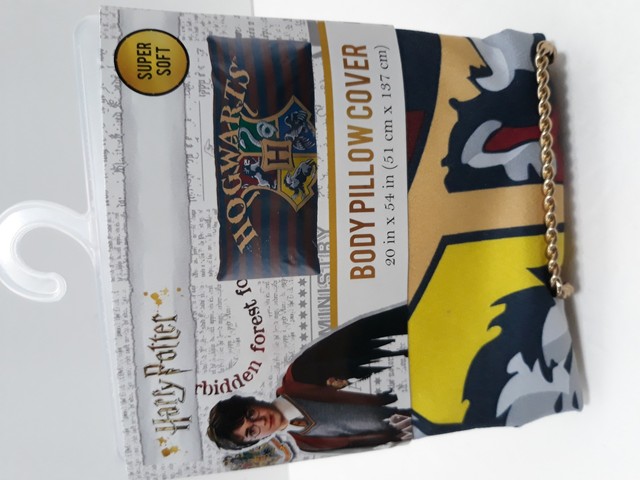 SUPER
SOFT
Harry Potter
HOGWARTS
H
BODY PILLOW COVER
20 in x 54 in (51 cm x 137 cm)
MINISTRY
rbidden forest fo